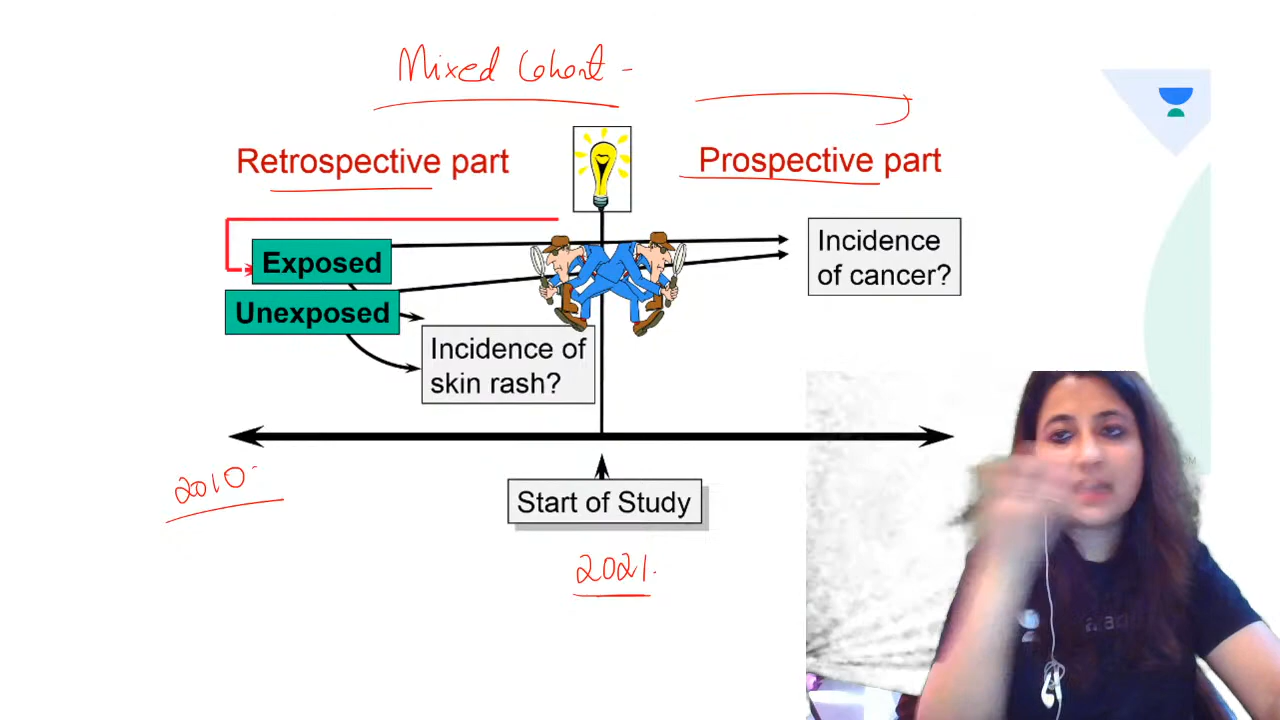 Mixed Cohort -
Retrospective part
Prospective part
Exposed
Unexposed
Incidence
of cancer?
Incidence of
skin rash?
2010
Start of Study
2021.